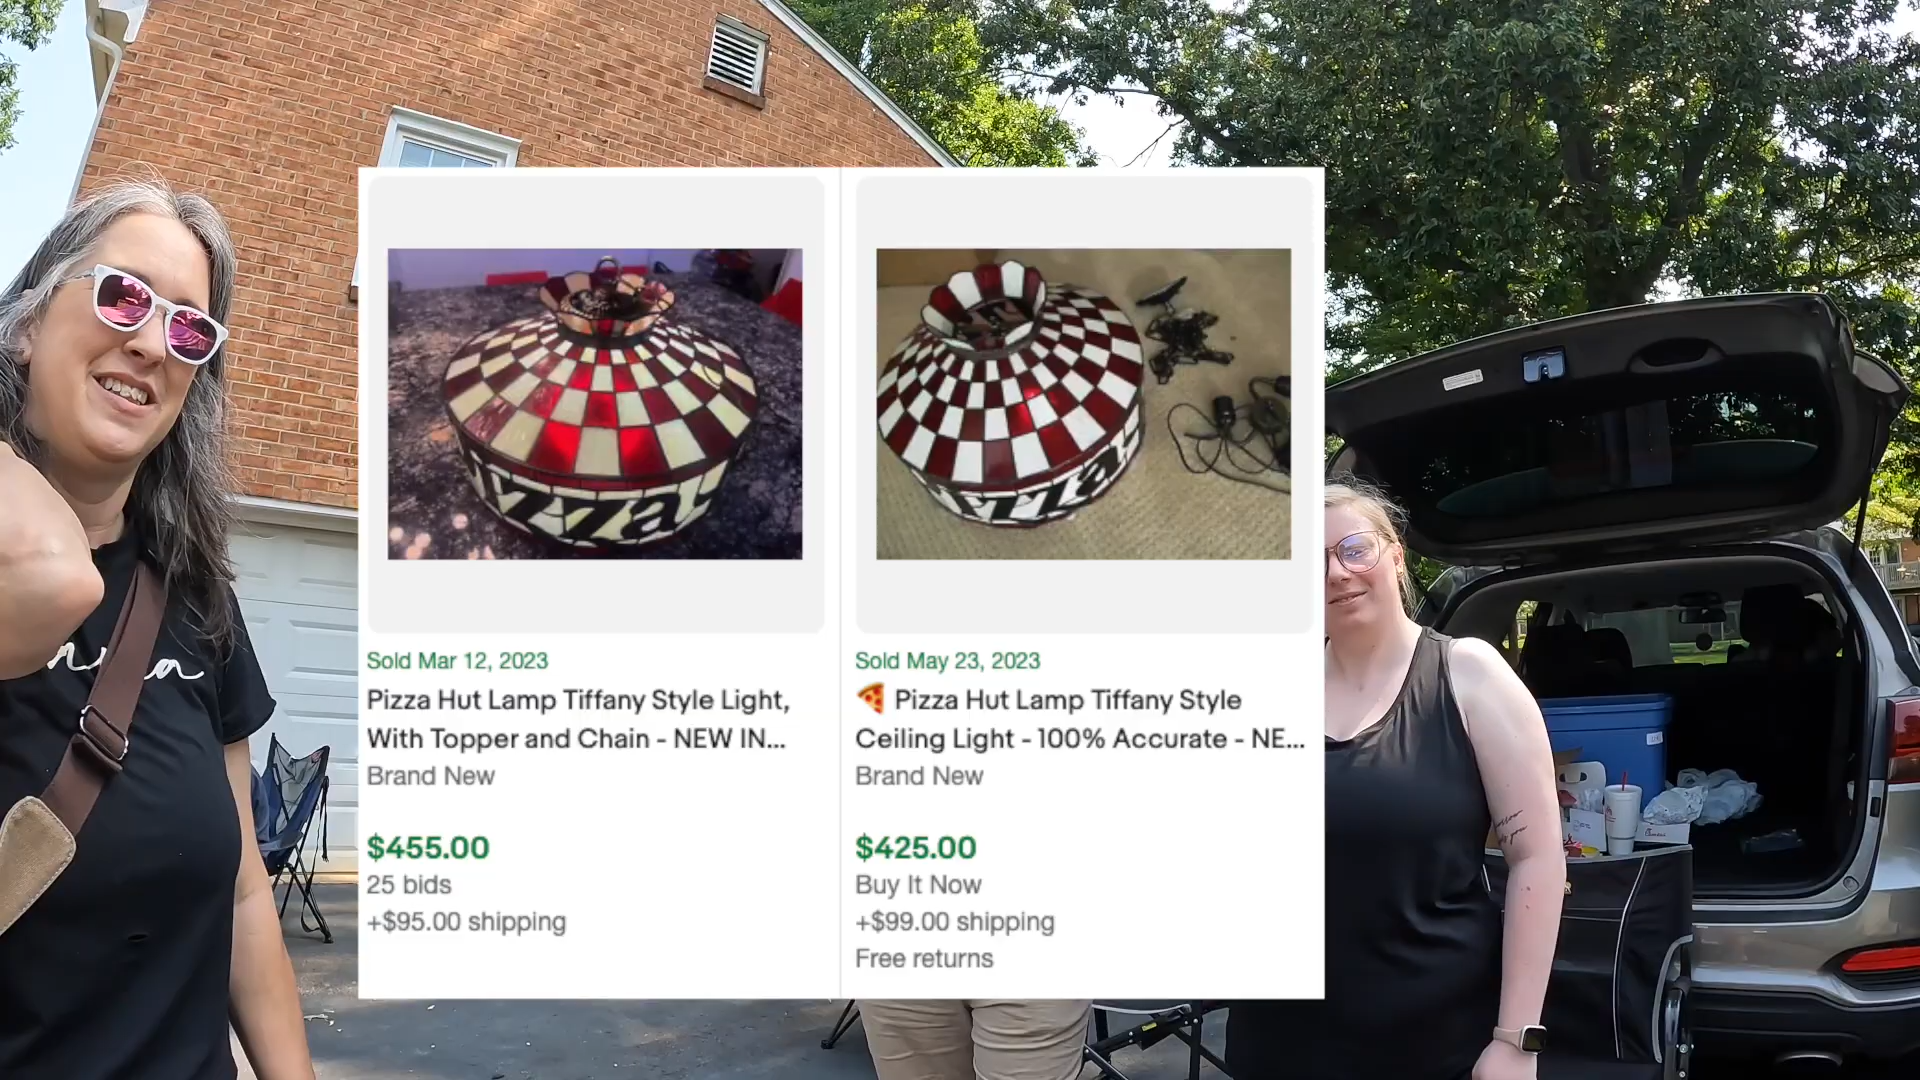 Sold Mar 12, 2023
Pizza Hut Lamp Tiffany Style Light,
With Topper and Chain - NEW IN...
Brand New
$455.00
25 bids
+$95.00 shipping
Sold May 23, 2023
🍕 Pizza Hut Lamp Tiffany Style
Ceiling Light - 100% Accurate - NE...
Brand New
$425.00
Buy It Now
+$99.00 shipping
Free returns